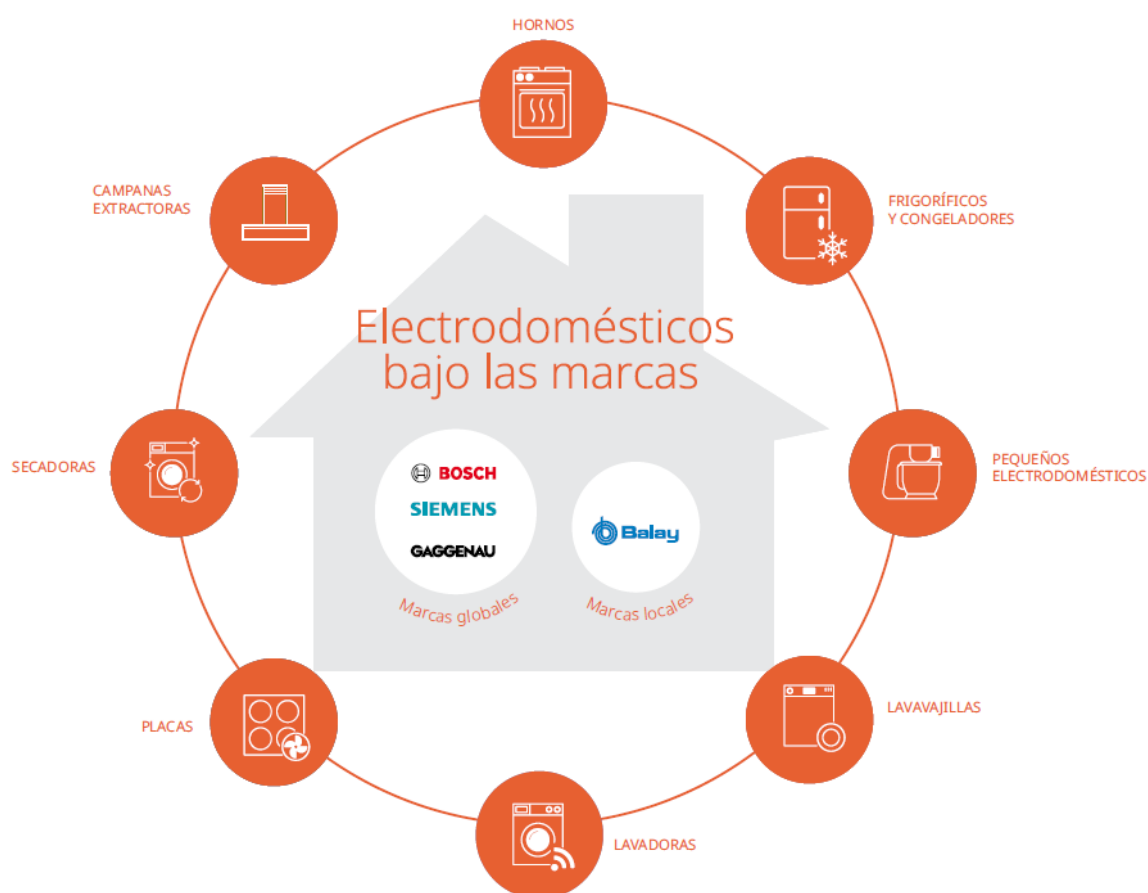 HORNOS
CAMPANAS
EXTRACTORAS
FRIGORÍFICOS
Y CONGELADORES
Electrodomésticos
bajo las marcas
SECADORAS
BOSCH
SIEMENS
GAGGENAU
Marcas globales
Balay
Marcas locales
PEQUEÑOS
ELECTRODOMÉSTICOS
PLACAS
LAVAVAJILLAS
LAVADORAS